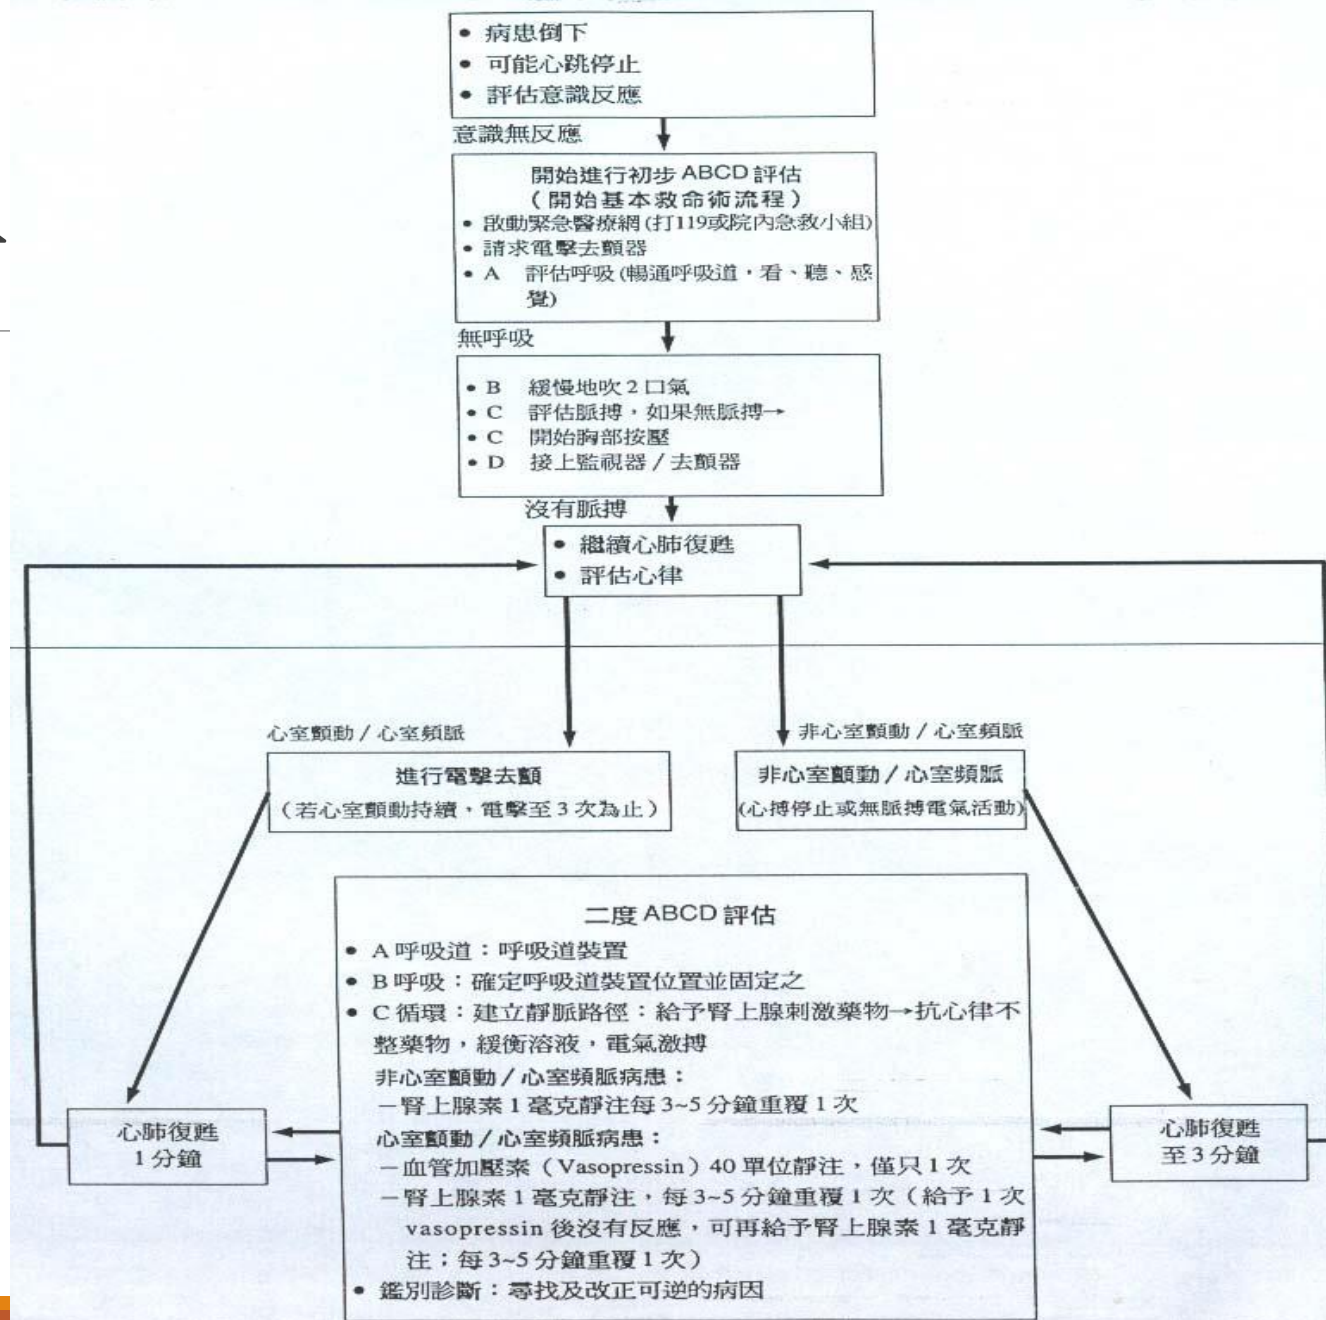 • 病患倒下
• 可能心跳停止
• 評估意識反應
意識無反應
開始進行初步 ABCD 評估
(開始基本救命術流程)
• 啟動緊急醫療網 (打119或院內急救小組)
• 請求電擊去顫器
• A 評估呼吸 (暢通呼吸道,看、聽、感
覺)
無呼吸
• B 緩慢地吹 2 口氣
• C 評估脈搏,如果無脈搏→
• C 開始胸部按壓
• D 接上監視器/去顫器
沒有脈搏
• 繼續心肺復甦
• 評估心律
心室顫動/心室頻脈
進行電擊去顫
(若心室顫動持續,電擊至 3 次為止)
非心室顫動/心室頻脈
非心室顫動/心室頻脈
(心搏停止或無脈搏電氣活動)
二度 ABCD 評估
• A 呼吸道:呼吸道裝置
• B 呼吸:確定呼吸道裝置位置並固定之
• C 循環:建立靜脈路徑:給予腎上腺刺激藥物→抗心律不
整藥物,緩衡溶液,電氣激搏
非心室顫動/心室頻脈病患:
-腎上腺素 1 毫克靜注每 3~5 分鐘重覆 1 次
心室顫動/心室頻脈病患:
-血管加壓素(Vasopressin)40 單位靜注,僅只 1 次
-腎上腺素 1 毫克靜注,每 3~5 分鐘重覆 1 次(給予 1 次
vasopressin 後沒有反應,可再給予腎上腺素 1 毫克靜
注;每 3~5 分鐘重覆 1 次)
• 鑑別診斷:尋找及改正可逆的病因
心肺復甦
1 分鐘
心肺復甦
至 3 分鐘